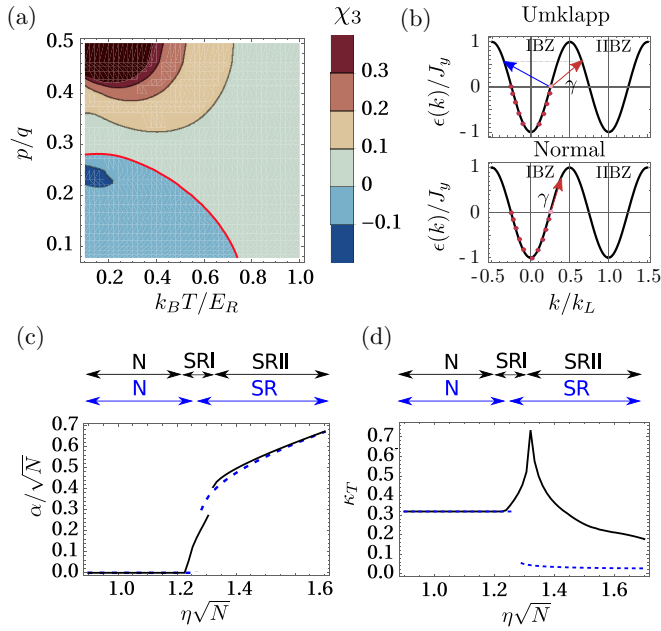 (a)
χ₃
0.5
0.4
0.3
0.2
0.1
p/q
0.2 0.4 0.6 0.8 1.0
k_BT/E_R
0.3
0.2
0.1
0
−0.1
(b)
Umklapp
IBZ IIBZ
γ
1
0
-1
ϵ(k)/J_y
Normal
IBZ IIBZ
γ
1
0
-1
ϵ(k)/J_y
-0.5 0.0 0.5 1.0 1.5
k/k_L
(c)
N SRI SRII
N SR
0.7
0.6
0.5
0.4
0.3
0.2
0.1
0.0
α/√N
1.0 1.2 1.4 1.6
η√N
(d)
N SRI SRII
N SR
0.7
0.6
0.5
0.4
0.3
0.2
0.1
0.0
κ_T
1.0 1.2 1.4 1.6
η√N